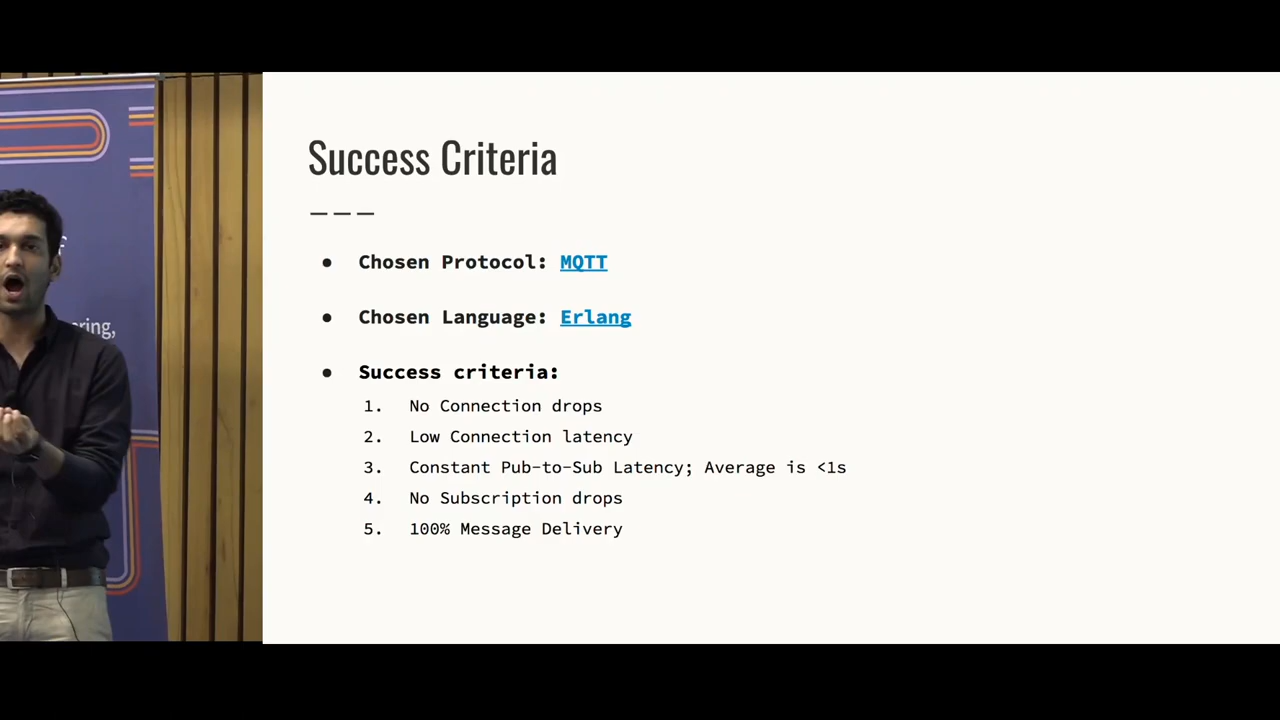 Success Criteria
● Chosen Protocol: MQTT
● Chosen Language: Erlang
● Success criteria:
1. No Connection drops
2. Low Connection latency
3. Constant Pub-to-Sub Latency; Average is <1s
4. No Subscription drops
5. 100% Message Delivery